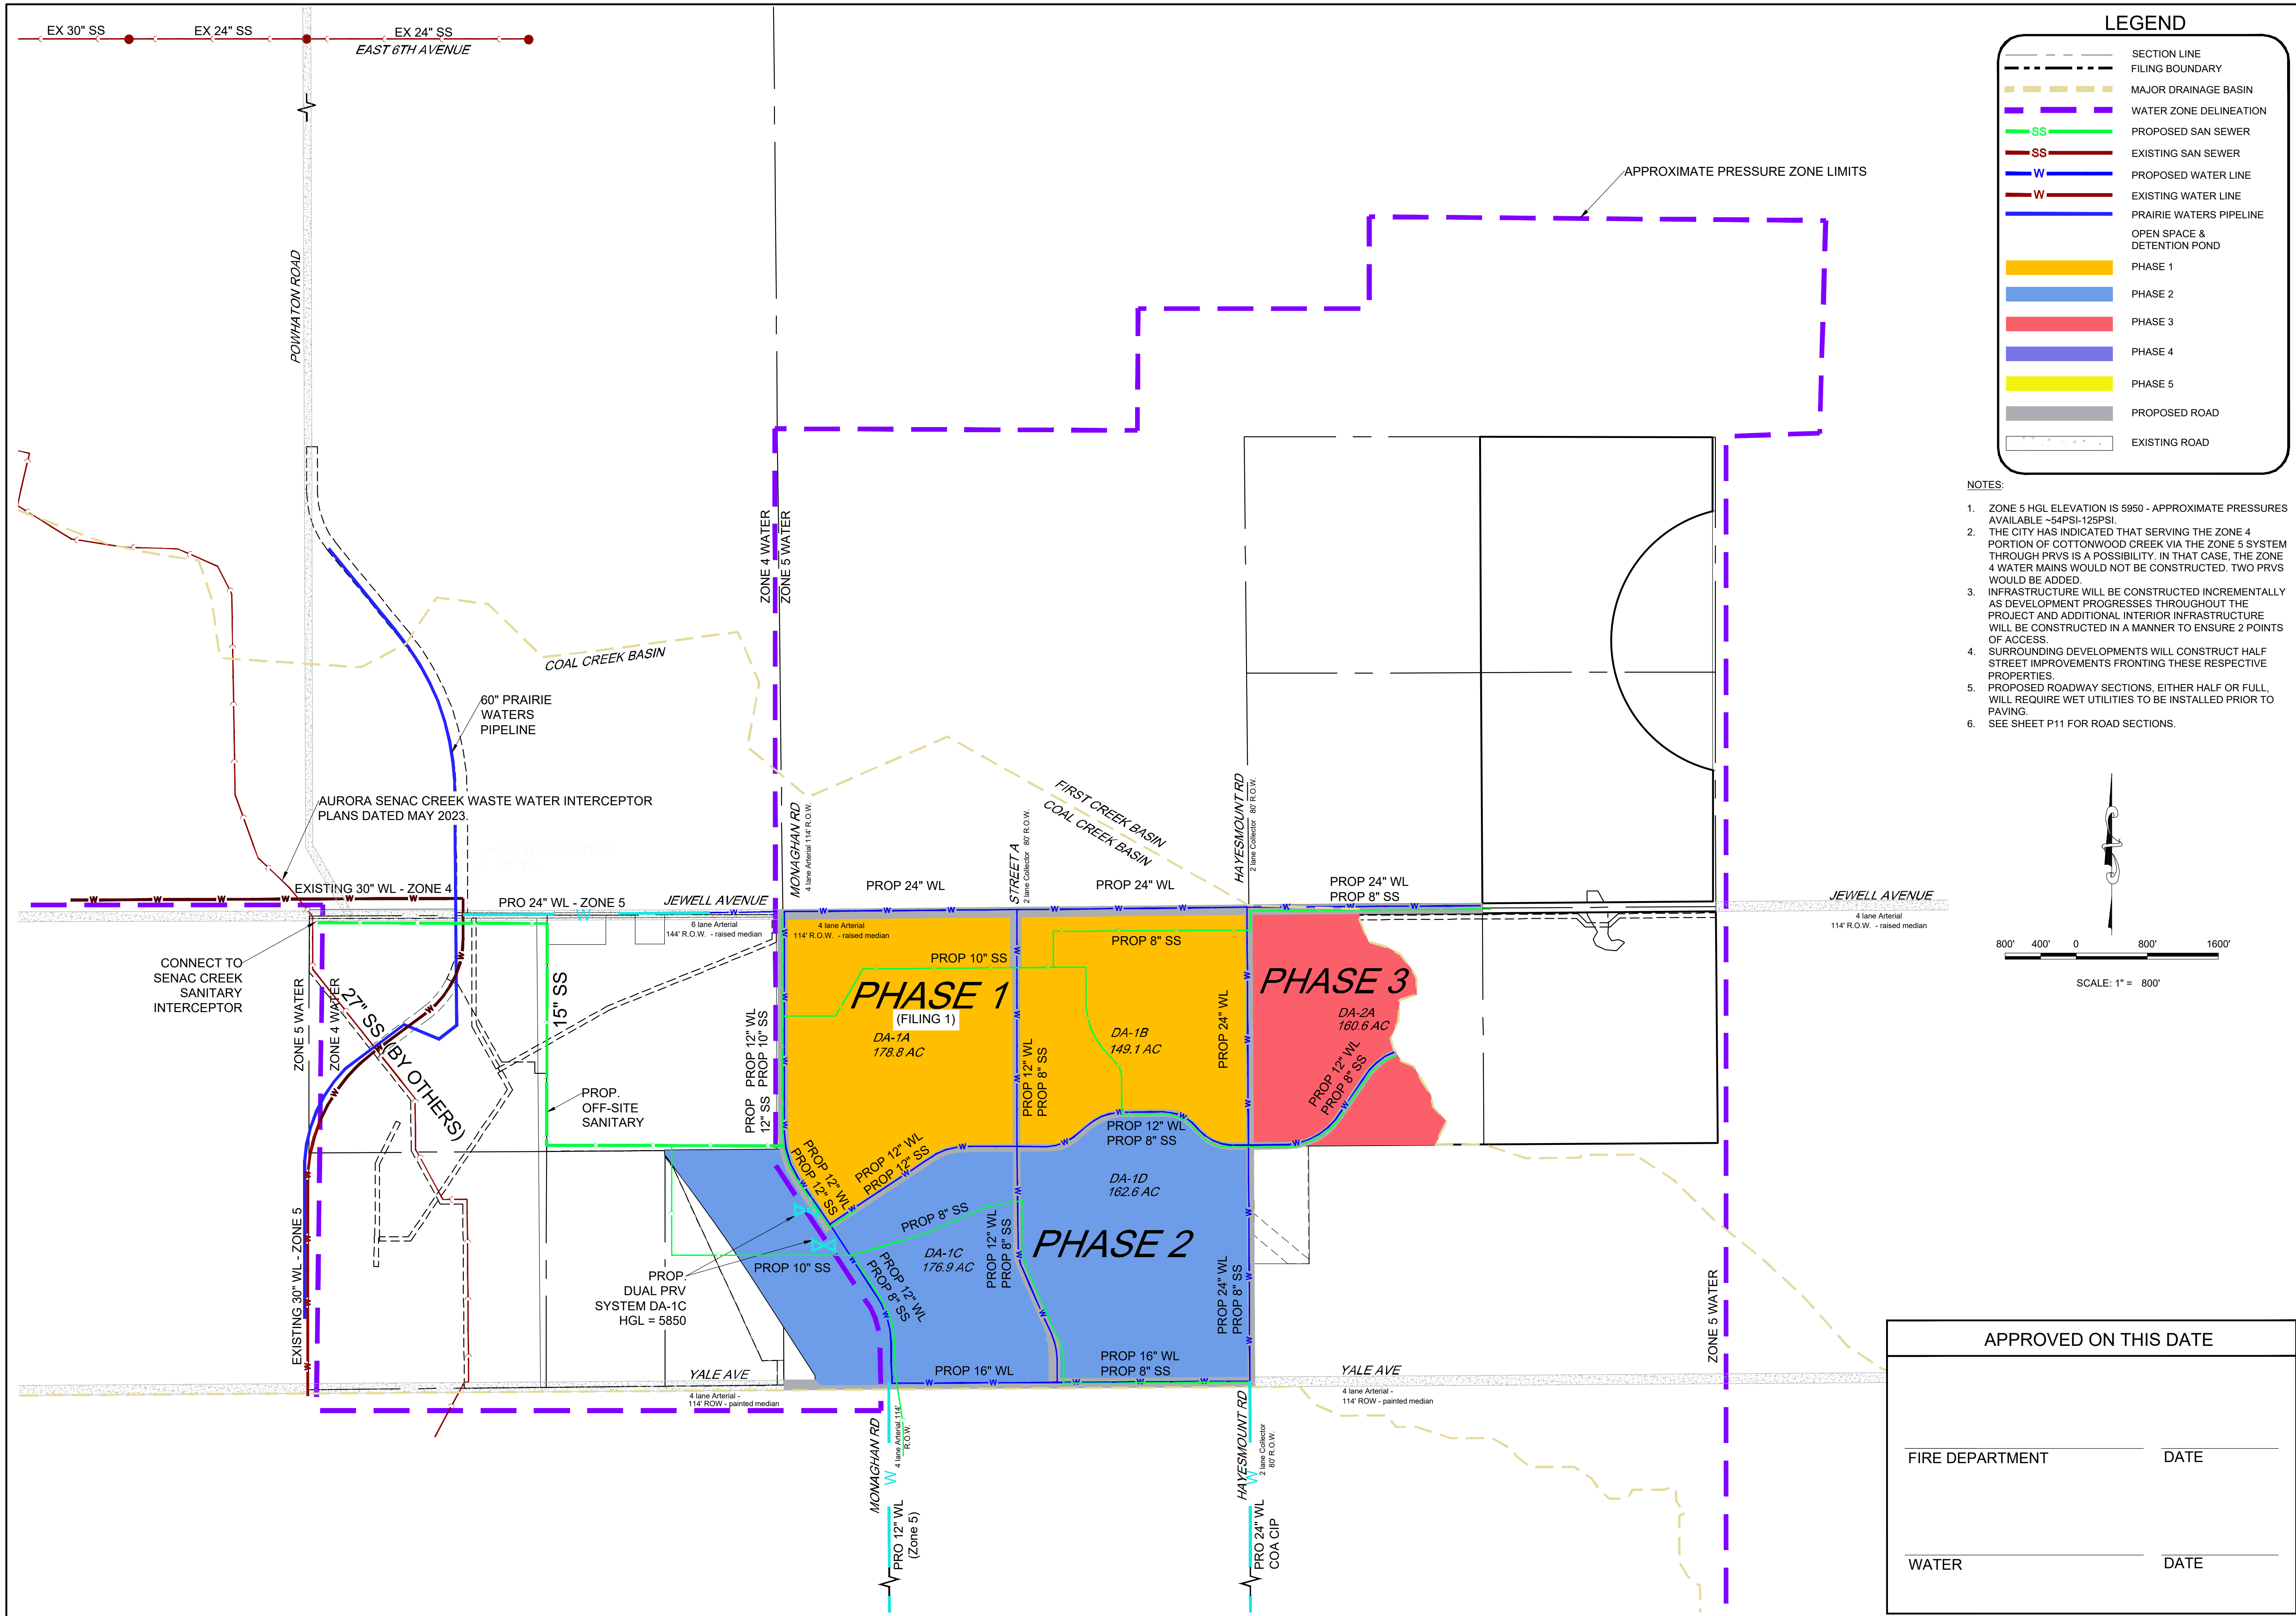 EX 30" SS
EX 24" SS
EX 24" SS
EAST 6TH AVENUE
POWHATON ROAD
LEGEND
SECTION LINE
FILING BOUNDARY
MAJOR DRAINAGE BASIN
WATER ZONE DELINEATION
SS
PROPOSED SAN SEWER
SS
EXISTING SAN SEWER
W
PROPOSED WATER LINE
W
EXISTING WATER LINE
PRAIRIE WATERS PIPELINE
OPEN SPACE &
DETENTION POND
PHASE 1
PHASE 2
PHASE 3
PHASE 4
PHASE 5
PROPOSED ROAD
EXISTING ROAD
NOTES:
1. ZONE 5 HGL ELEVATION IS 5950 - APPROXIMATE PRESSURES
AVAILABLE ~54PSI-125PSI.
2. THE CITY HAS INDICATED THAT SERVING THE ZONE 4
PORTION OF COTTONWOOD CREEK VIA THE ZONE 5 SYSTEM
THROUGH PRVS IS A POSSIBILITY. IN THAT CASE, THE ZONE
4 WATER MAINS WOULD NOT BE CONSTRUCTED. TWO PRVS
WOULD BE ADDED.
3. INFRASTRUCTURE WILL BE CONSTRUCTED INCREMENTALLY
AS DEVELOPMENT PROGRESSES THROUGHOUT THE
PROJECT AND ADDITIONAL INTERIOR INFRASTRUCTURE
WILL BE CONSTRUCTED IN A MANNER TO ENSURE 2 POINTS
OF ACCESS.
4. SURROUNDING DEVELOPMENTS WILL CONSTRUCT HALF
STREET IMPROVEMENTS FRONTING THESE RESPECTIVE
PROPERTIES.
5. PROPOSED ROADWAY SECTIONS, EITHER HALF OR FULL,
WILL REQUIRE WET UTILITIES TO BE INSTALLED PRIOR TO
PAVING.
6. SEE SHEET P11 FOR ROAD SECTIONS.
800' 400' 0 800' 1600'
SCALE: 1" = 800'
APPROXIMATE PRESSURE ZONE LIMITS
ZONE 4 WATER
ZONE 5 WATER
COAL CREEK BASIN
60" PRAIRIE
WATERS
PIPELINE
AURORA SENAC CREEK WASTE WATER INTERCEPTOR
PLANS DATED MAY 2023.
EXISTING 30" WL - ZONE 4
PRO 24" WL - ZONE 5
JEWELL AVENUE
6 lane Arterial
144' R.O.W. - raised median
MONAGHAN RD
4 lane Arterial 114' R.O.W.
4 lane Arterial
114' R.O.W. - raised median
PROP 24" WL
STREET A
2 lane Collector 80' R.O.W.
PROP 24" WL
FIRST CREEK BASIN
COAL CREEK BASIN
HAYESMOUNT RD
2 lane Collector 80' R.O.W.
PROP 24" WL
PROP 8" SS
JEWELL AVENUE
4 lane Arterial
114' R.O.W. - raised median
CONNECT TO
SENAC CREEK
SANITARY
INTERCEPTOR
ZONE 5 WATER
ZONE 4 WATER
27" SS (BY OTHERS)
15" SS
PROP.
OFF-SITE
SANITARY
PROP 12" WL
PROP 10" SS
PROP
12" SS
PROP 10" SS
PROP 8" SS
PHASE 1
(FILING 1)
DA-1A
178.8 AC
DA-1B
149.1 AC
PROP 12" WL
PROP 8" SS
PROP 24" WL
PHASE 3
DA-2A
160.6 AC
PROP 12" WL
PROP 8" SS
PROP 12" WL
PROP 12" SS
PROP 12" WL
PROP 12" SS
PROP 12" WL
PROP 8" SS
DA-1D
162.6 AC
PHASE 2
PROP 8" SS
DA-1C
176.9 AC
PROP 12" WL
PROP 8" SS
PROP 10" SS
PROP 12" WL
PROP 8" SS
PROP.
DUAL PRV
SYSTEM DA-1C
HGL = 5850
PROP 24" WL
PROP 8" SS
PROP 16" WL
PROP 16" WL
PROP 8" SS
EXISTING 30" WL - ZONE 5
ZONE 5 WATER
YALE AVE
4 lane Arterial -
114' ROW - painted median
YALE AVE
4 lane Arterial -
114' ROW - painted median
MONAGHAN RD
4 lane Arterial 114'
R.O.W.
W
PRO 12" WL
(Zone 5)
HAYESMOUNT RD
2 lane Collector
80' R.O.W.
W
PRO 24" WL
COA CIP
APPROVED ON THIS DATE
FIRE DEPARTMENT
DATE
WATER
DATE